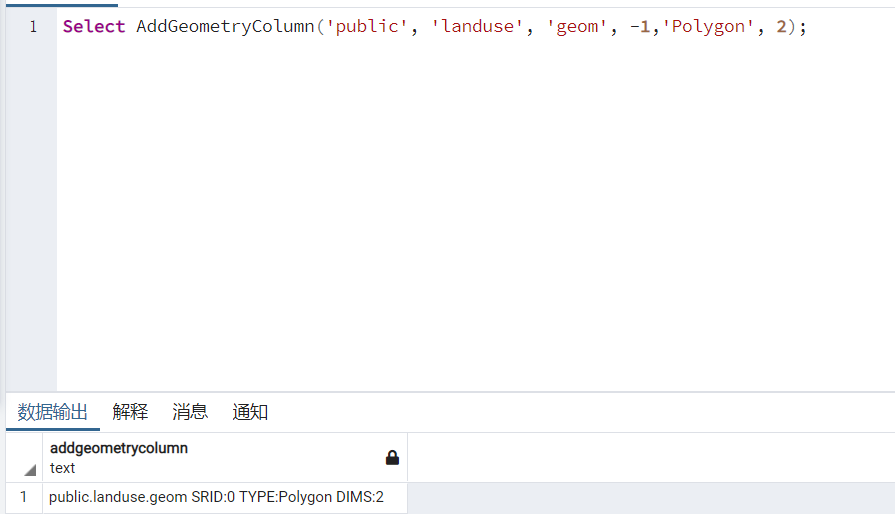 1 Select AddGeometryColumn('public', 'landuse', 'geom', -1,'Polygon', 2);
数据输出 解释 消息 通知
addgeometrycolumn
text
1 public.landuse.geom SRID:0 TYPE:Polygon DIMS:2